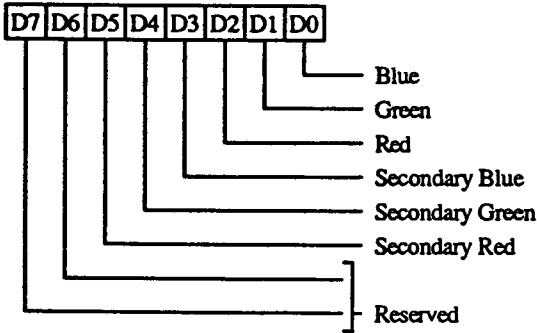 D7 D6 D5 D4 D3 D2 D1 D0
Blue
Green
Red
Secondary Blue
Secondary Green
Secondary Red
Reserved